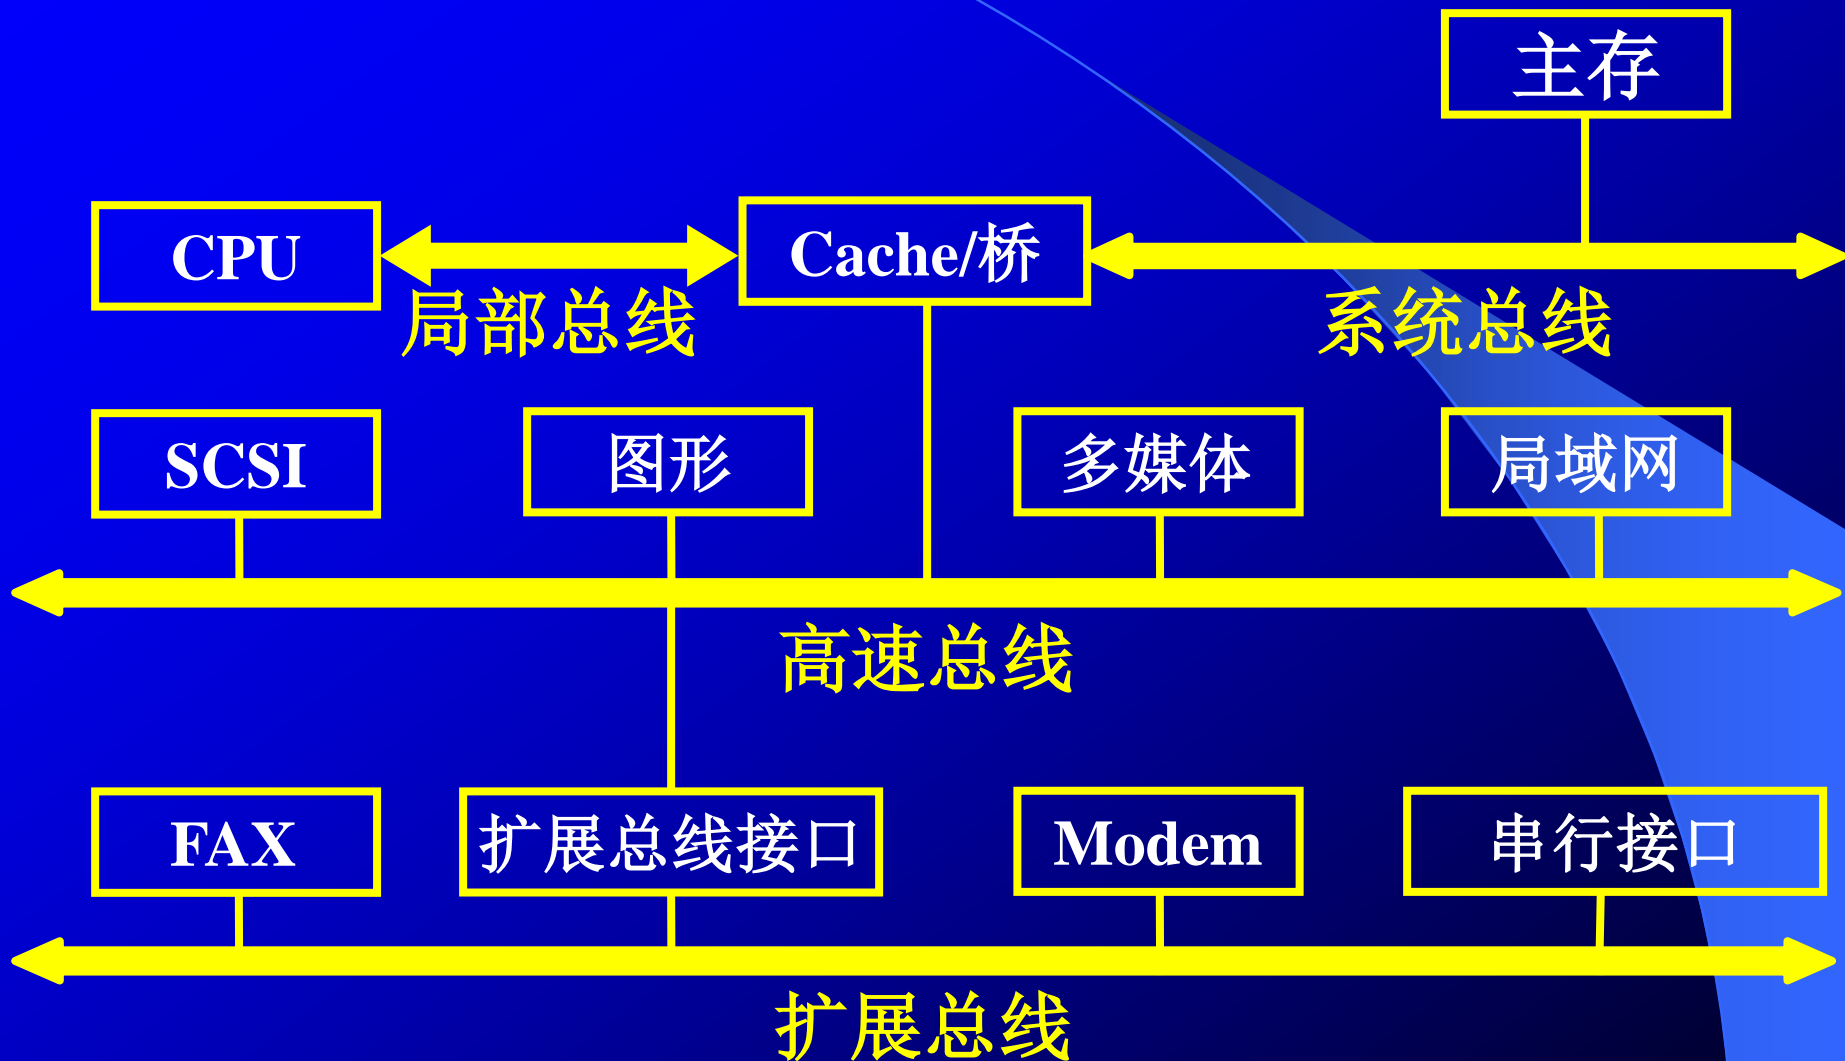 主存
CPU
Cache/桥
局部总线
系统总线
SCSI
图形
多媒体
局域网
高速总线
FAX
扩展总线接口
Modem
串行接口
扩展总线